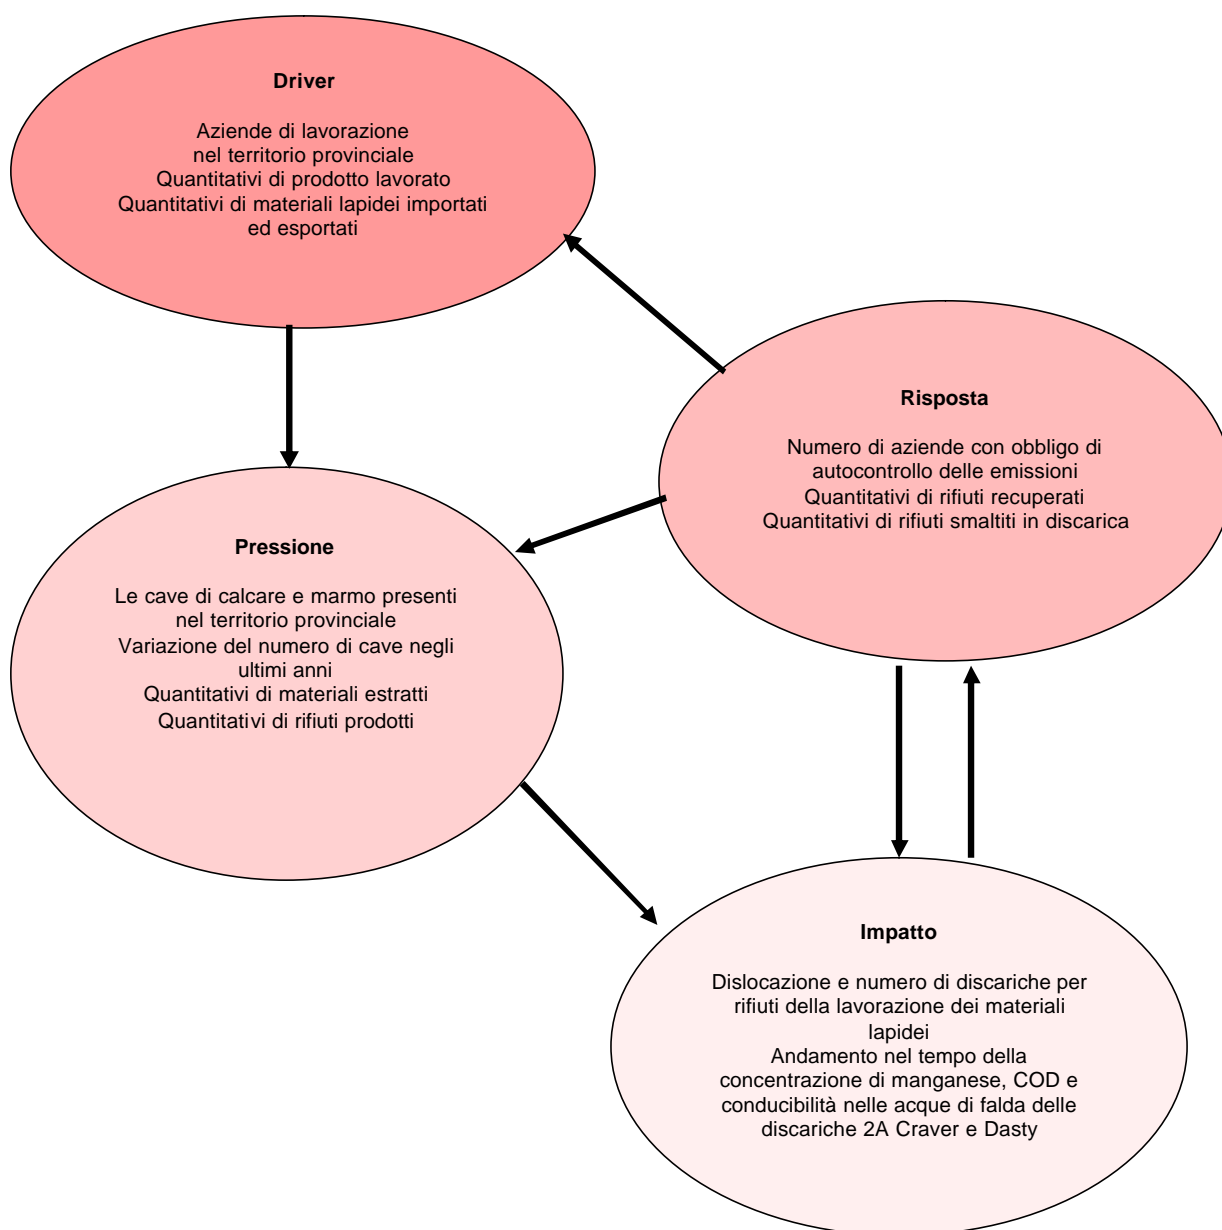 Driver
Aziende di lavorazione
nel territorio provinciale
Quantitativi di prodotto lavorato
Quantitativi di materiali lapidei importati
ed esportati
Risposta
Numero di aziende con obbligo di
autocontrollo delle emissioni
Quantitativi di rifiuti recuperati
Quantitativi di rifiuti smaltiti in discarica
Pressione
Le cave di calcare e marmo presenti
nel territorio provinciale
Variazione del numero di cave negli
ultimi anni
Quantitativi di materiali estratti
Quantitativi di rifiuti prodotti
Impatto
Dislocazione e numero di discariche per
rifiuti della lavorazione dei materiali
lapidei
Andamento nel tempo della
concentrazione di manganese, COD e
conducibilità nelle acque di falda delle
discariche 2A Craver e Dasty